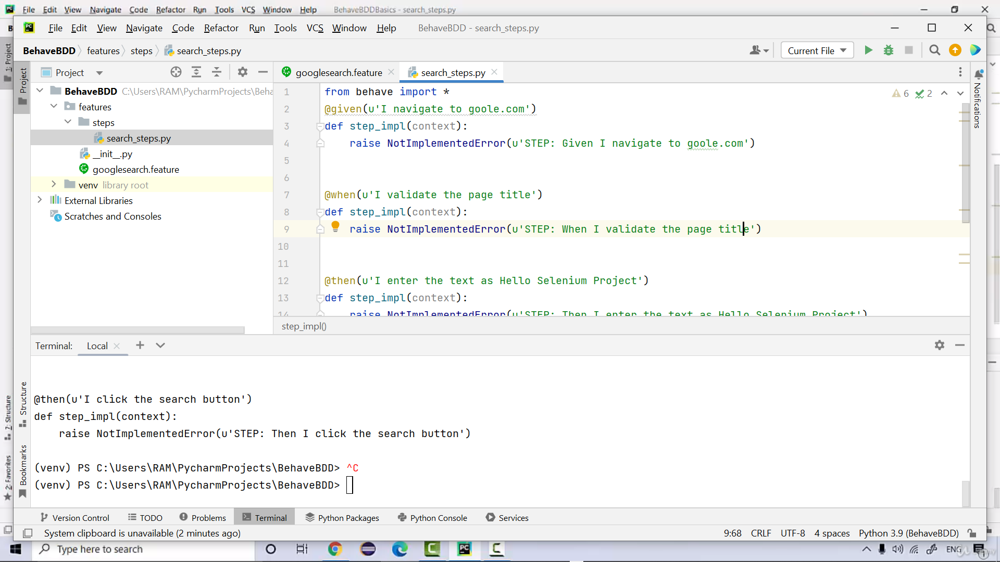 File Edit View Navigate Code Refactor Run Tools VCS Window Help BehaveBDDBasics - search_steps.py
File Edit View Navigate Code Refactor Run Tools VCS Window Help BehaveBDD - search_steps.py
BehaveBDD features steps search_steps.py Current File
Project googlesearch.feature search_steps.py
BehaveBDD C:\Users\RAM\PycharmProjects\Beha
features
steps
search_steps.py
__init__.py
googlesearch.feature
venv library root
External Libraries
Scratches and Consoles
6 2
1 from behave import *
2 @given(u'I navigate to goole.com')
3 def step_impl(context):
4 raise NotImplementedError(u'STEP: Given I navigate to goole.com')
5
6
7 @when(u'I validate the page title')
8 def step_impl(context):
9 raise NotImplementedError(u'STEP: When I validate the page title')
10
11
12 @then(u'I enter the text as Hello Selenium Project')
13 def step_impl(context):
14 raise NotImplementedError(u'STEP: Then I enter the text as Hello Selenium Project')
step_impl()
Terminal: Local
@then(u'I click the search button')
def step_impl(context):
raise NotImplementedError(u'STEP: Then I click the search button')
(venv) PS C:\Users\RAM\PycharmProjects\BehaveBDD> ^C
(venv) PS C:\Users\RAM\PycharmProjects\BehaveBDD>
Version Control TODO Problems Terminal Python Packages Python Console Services
System clipboard is unavailable (2 minutes ago) 9:68 CRLF UTF-8 4 spaces Python 3.9 (BehaveBDD)
Type here to search ENG
1: Project
7: Structure
2: Favorites
Project
Structure
Bookmarks
Notifications